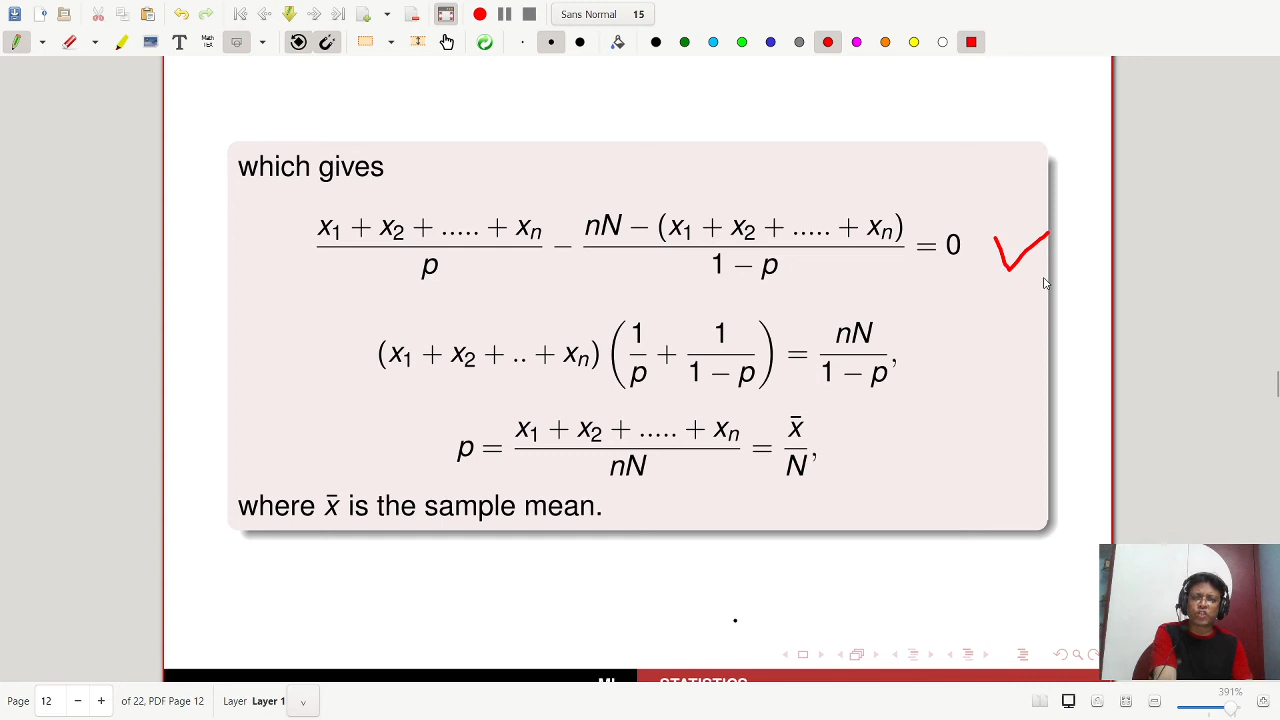 Sans Normal 15
which gives
x₁ + x₂ + ..... + xₙ / p − nN − (x₁ + x₂ + ..... + xₙ) / 1 − p = 0
(x₁ + x₂ + .. + xₙ) (1/p + 1/1 − p) = nN / 1 − p,
p = x₁ + x₂ + ..... + xₙ / nN = x̄ / N,
where x̄ is the sample mean.
STATISTICS
391%
Page 12 − + of 22, PDF Page 12 Layer Layer 1